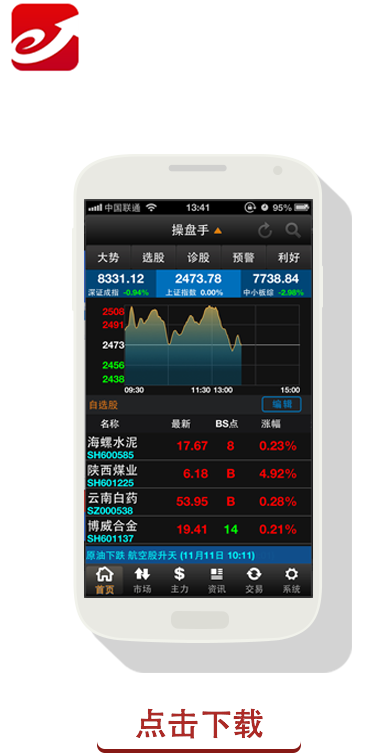 中国联通 13:41 95%
操盘手
大势 选股 诊股 预警 利好
8331.12 2473.78 7738.84
深证成指 -0.94% 上证指数 0.00% 中小板综 -2.98%
2508
2491
2473
2456
2438
09:30 11:30 13:00 15:00
自选股 编辑
名称 最新 BS点 涨幅
海螺水泥 17.67 8 0.23%
SH600585
陕西煤业 6.18 B 4.92%
SH601225
云南白药 53.95 B 0.28%
SZ000538
博威合金 19.41 14 0.21%
SH601137
原油下跌 航空股升天 (11月11日 10:11)
首页 市场 主力 资讯 交易 系统
点击下载